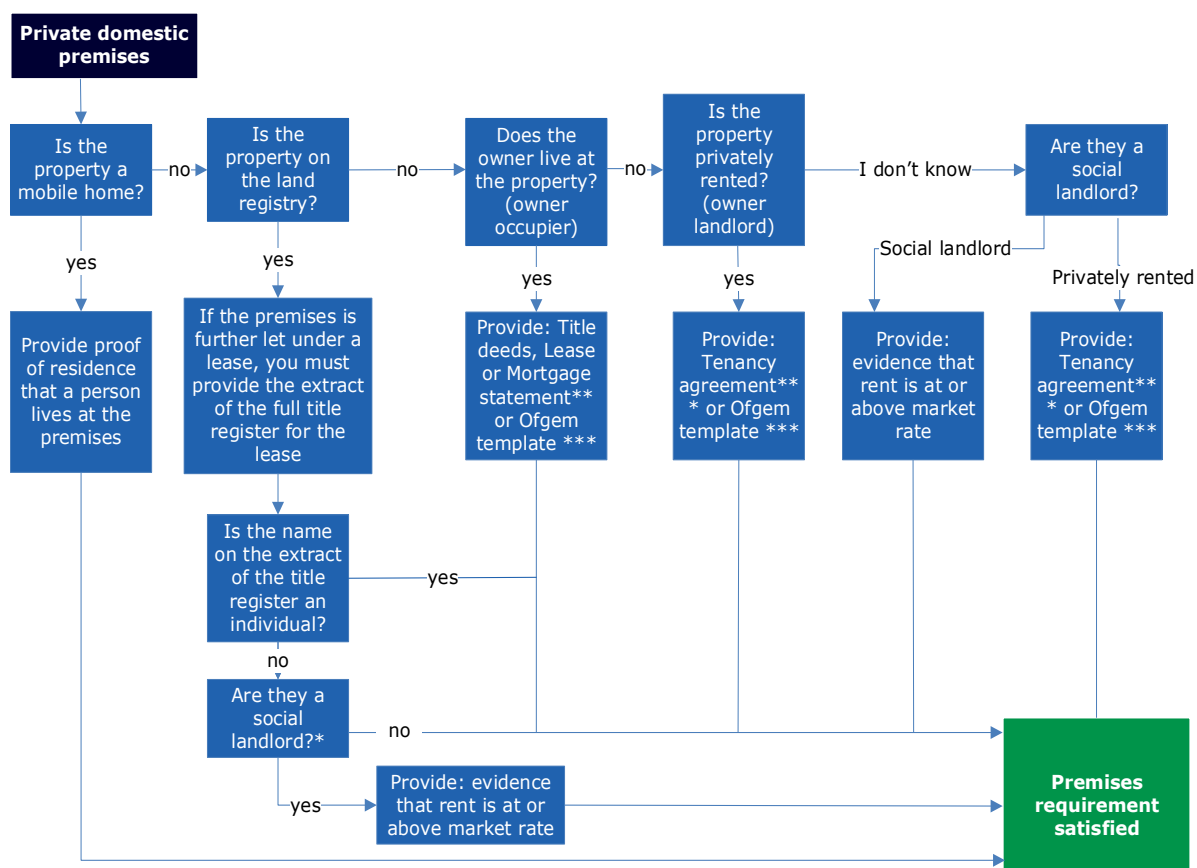 Private domestic
premises
Is the
property a
mobile home?
no
Is the
property on
the land
registry?
no
Does the
owner live at
the property?
(owner
occupier)
no
Is the
property
privately
rented?
(owner
landlord)
I don't know
Are they a
social
landlord?
yes
yes
yes
yes
Social landlord
Privately rented
Provide proof
of residence
that a person
lives at the
premises
If the premises is
further let under a
lease, you must
provide the extract
of the full title
register for the
lease
Provide: Title
deeds, Lease
or Mortgage
statement**
or Ofgem
template ***
Provide:
Tenancy
agreement**
* or Ofgem
template ***
Provide:
evidence that
rent is at or
above market
rate
Provide:
Tenancy
agreement**
* or Ofgem
template ***
Is the name
on the extract
of the title
register an
individual?
yes
no
Are they a
social
landlord?*
no
yes
Provide: evidence
that rent is at or
above market rate
Premises
requirement
satisfied